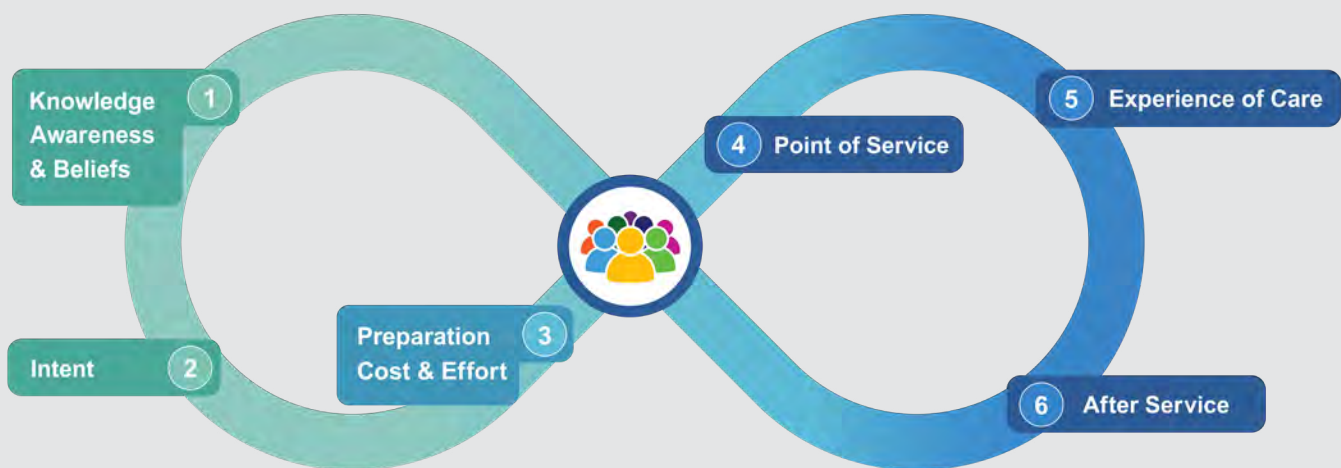 Knowledge 1
Awareness
& Beliefs
Intent 2
Preparation 3
Cost & Effort
4 Point of Service
5 Experience of Care
6 After Service